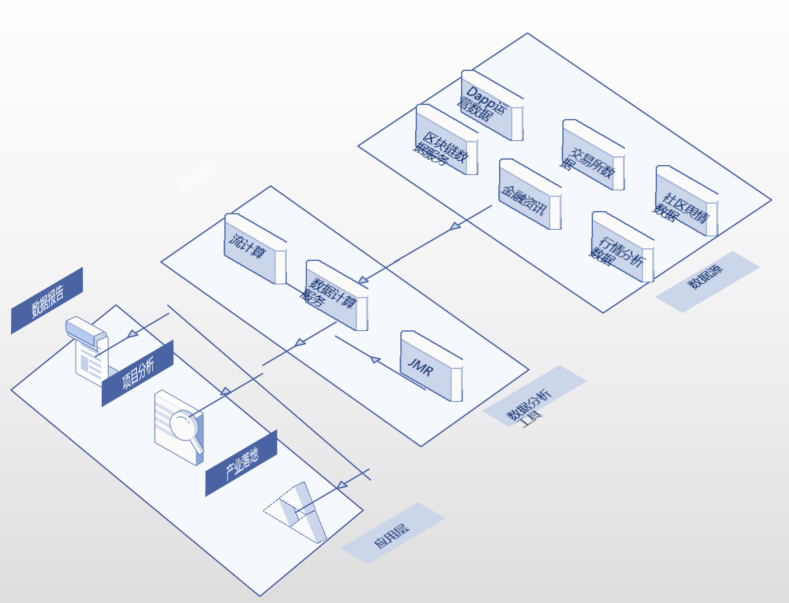 Dapp运
营数据
区块链数
据服务
交易所数
据
金融资讯
社区舆情
数据
行情分析
数据
数据源
流计算
数据计算
服务
JMR
数据分析
工具
数据报告
项目分析
产业落地
应用层